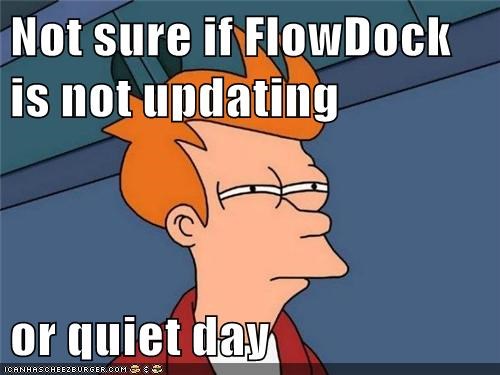 Not sure if FlowDock
is not updating
or quiet day
ICANHASCHEEZBURGER.COM